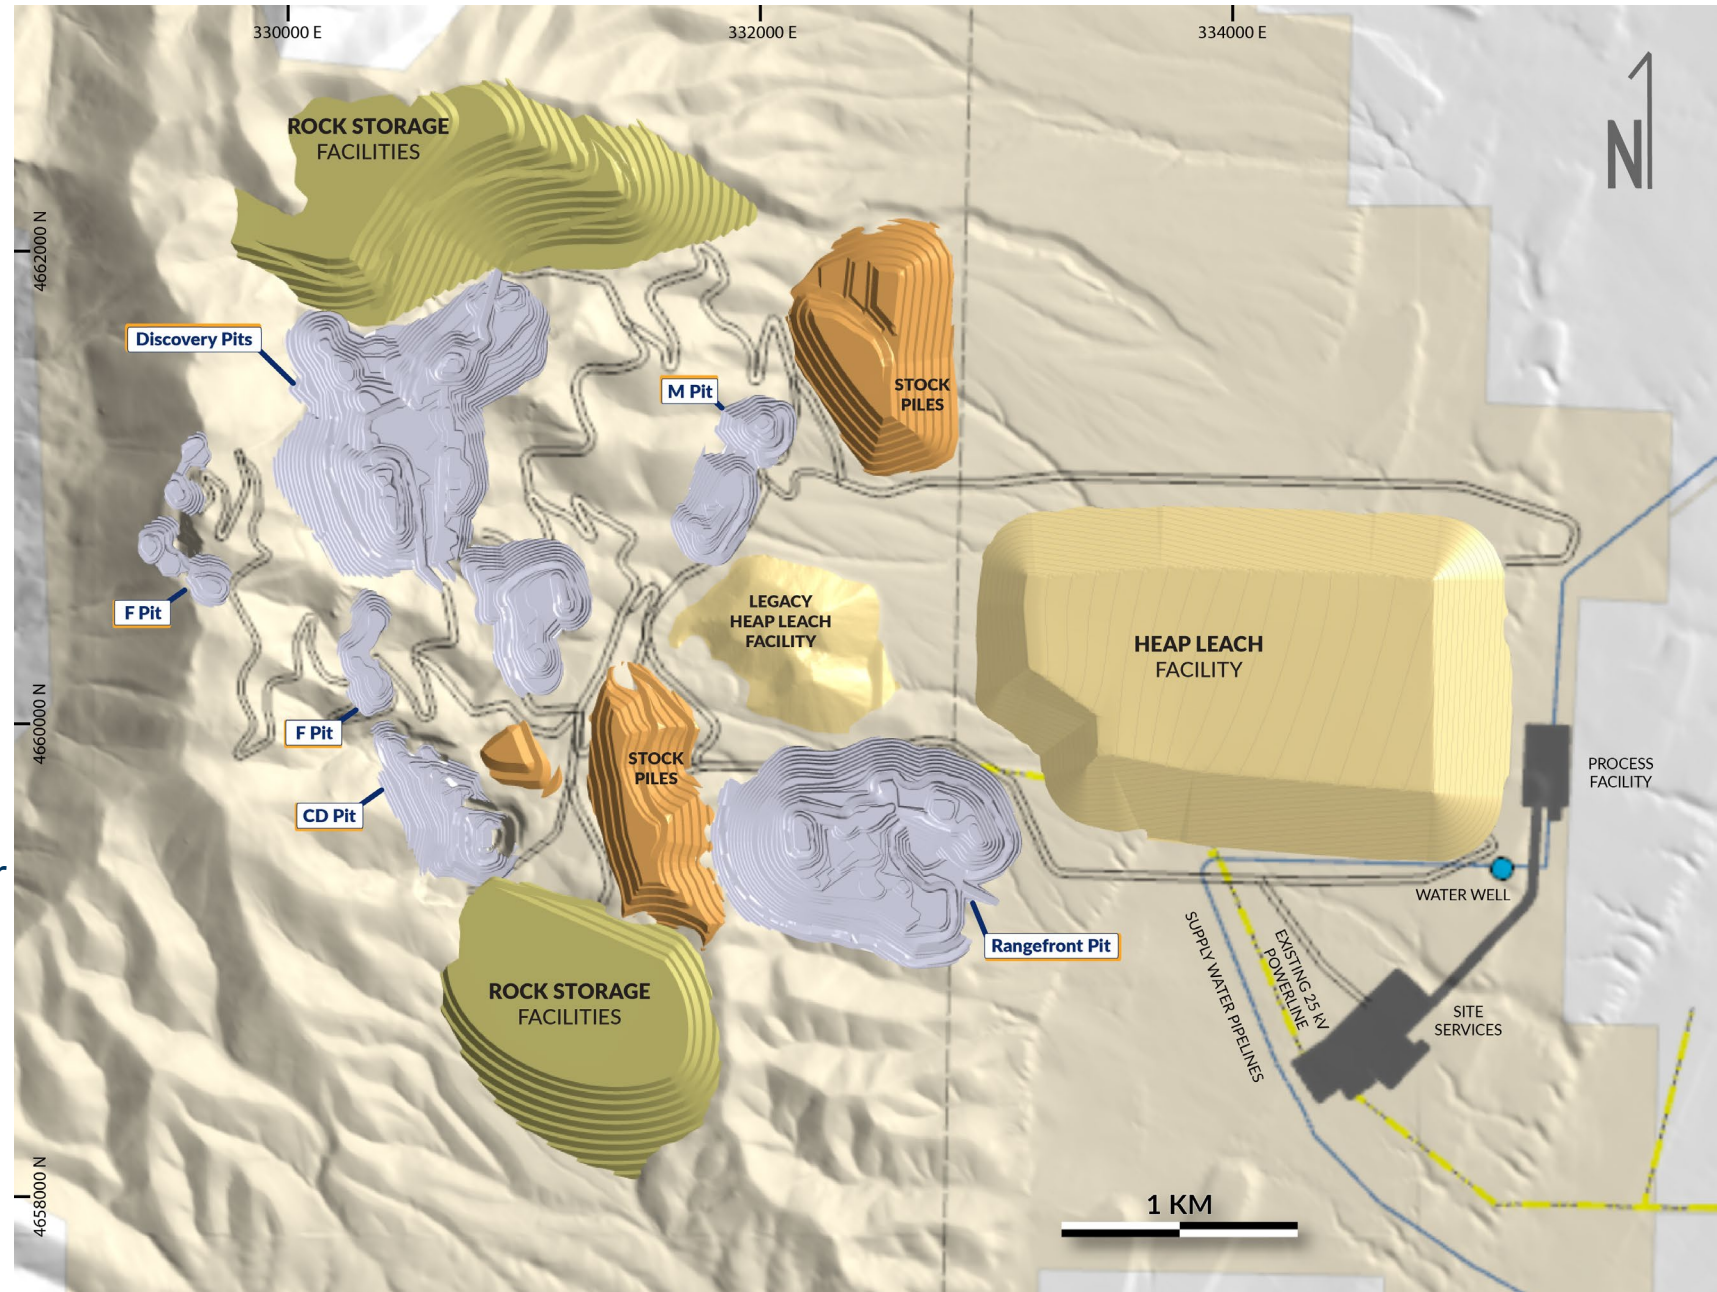 330000 E
332000 E
334000 E
N
ROCK STORAGE
FACILITIES
4662000 N
Discovery Pits
M Pit
STOCK
PILES
F Pit
LEGACY
HEAP LEACH
FACILITY
HEAP LEACH
FACILITY
4660000 N
F Pit
STOCK
PILES
PROCESS
FACILITY
CD Pit
WATER WELL
Rangefront Pit
SUPPLY WATER PIPELINES
EXISTING 25 kV
POWERLINE
ROCK STORAGE
FACILITIES
SITE
SERVICES
4658000 N
1 KM